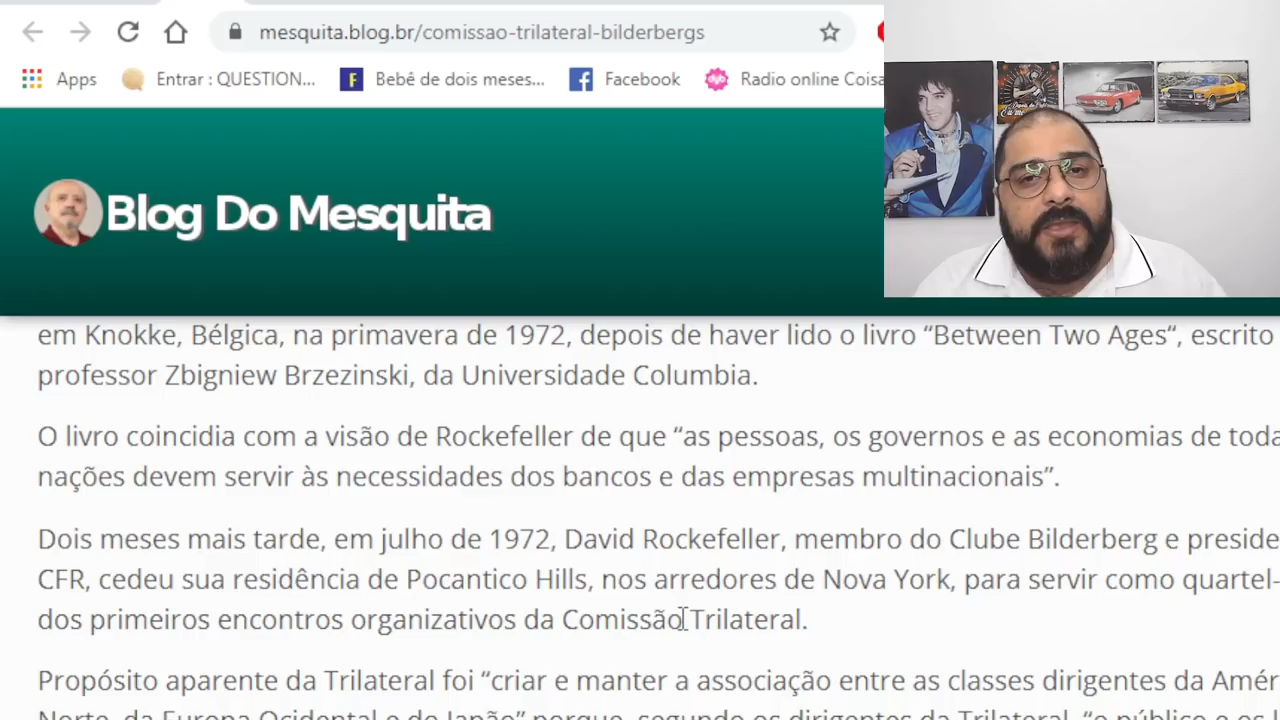 mesquita.blog.br/comissao-trilateral-bilderbergs
Apps Entrar : QUESTION... Bebê de dois meses... Facebook Radio online Coisa
Blog Do Mesquita
em Knokke, Bélgica, na primavera de 1972, depois de haver lido o livro “Between Two Ages“, escrito
professor Zbigniew Brzezinski, da Universidade Columbia.
O livro coincidia com a visão de Rockefeller de que “as pessoas, os governos e as economias de toda
nações devem servir às necessidades dos bancos e das empresas multinacionais”.
Dois meses mais tarde, em julho de 1972, David Rockefeller, membro do Clube Bilderberg e preside
CFR, cedeu sua residência de Pocantico Hills, nos arredores de Nova York, para servir como quartel-
dos primeiros encontros organizativos da Comissão Trilateral.
Propósito aparente da Trilateral foi “criar e manter a associação entre as classes dirigentes da Amér
Norte, da Europa Ocidental e do Japão” porque, segundo os dirigentes da Trilateral, “o público e os